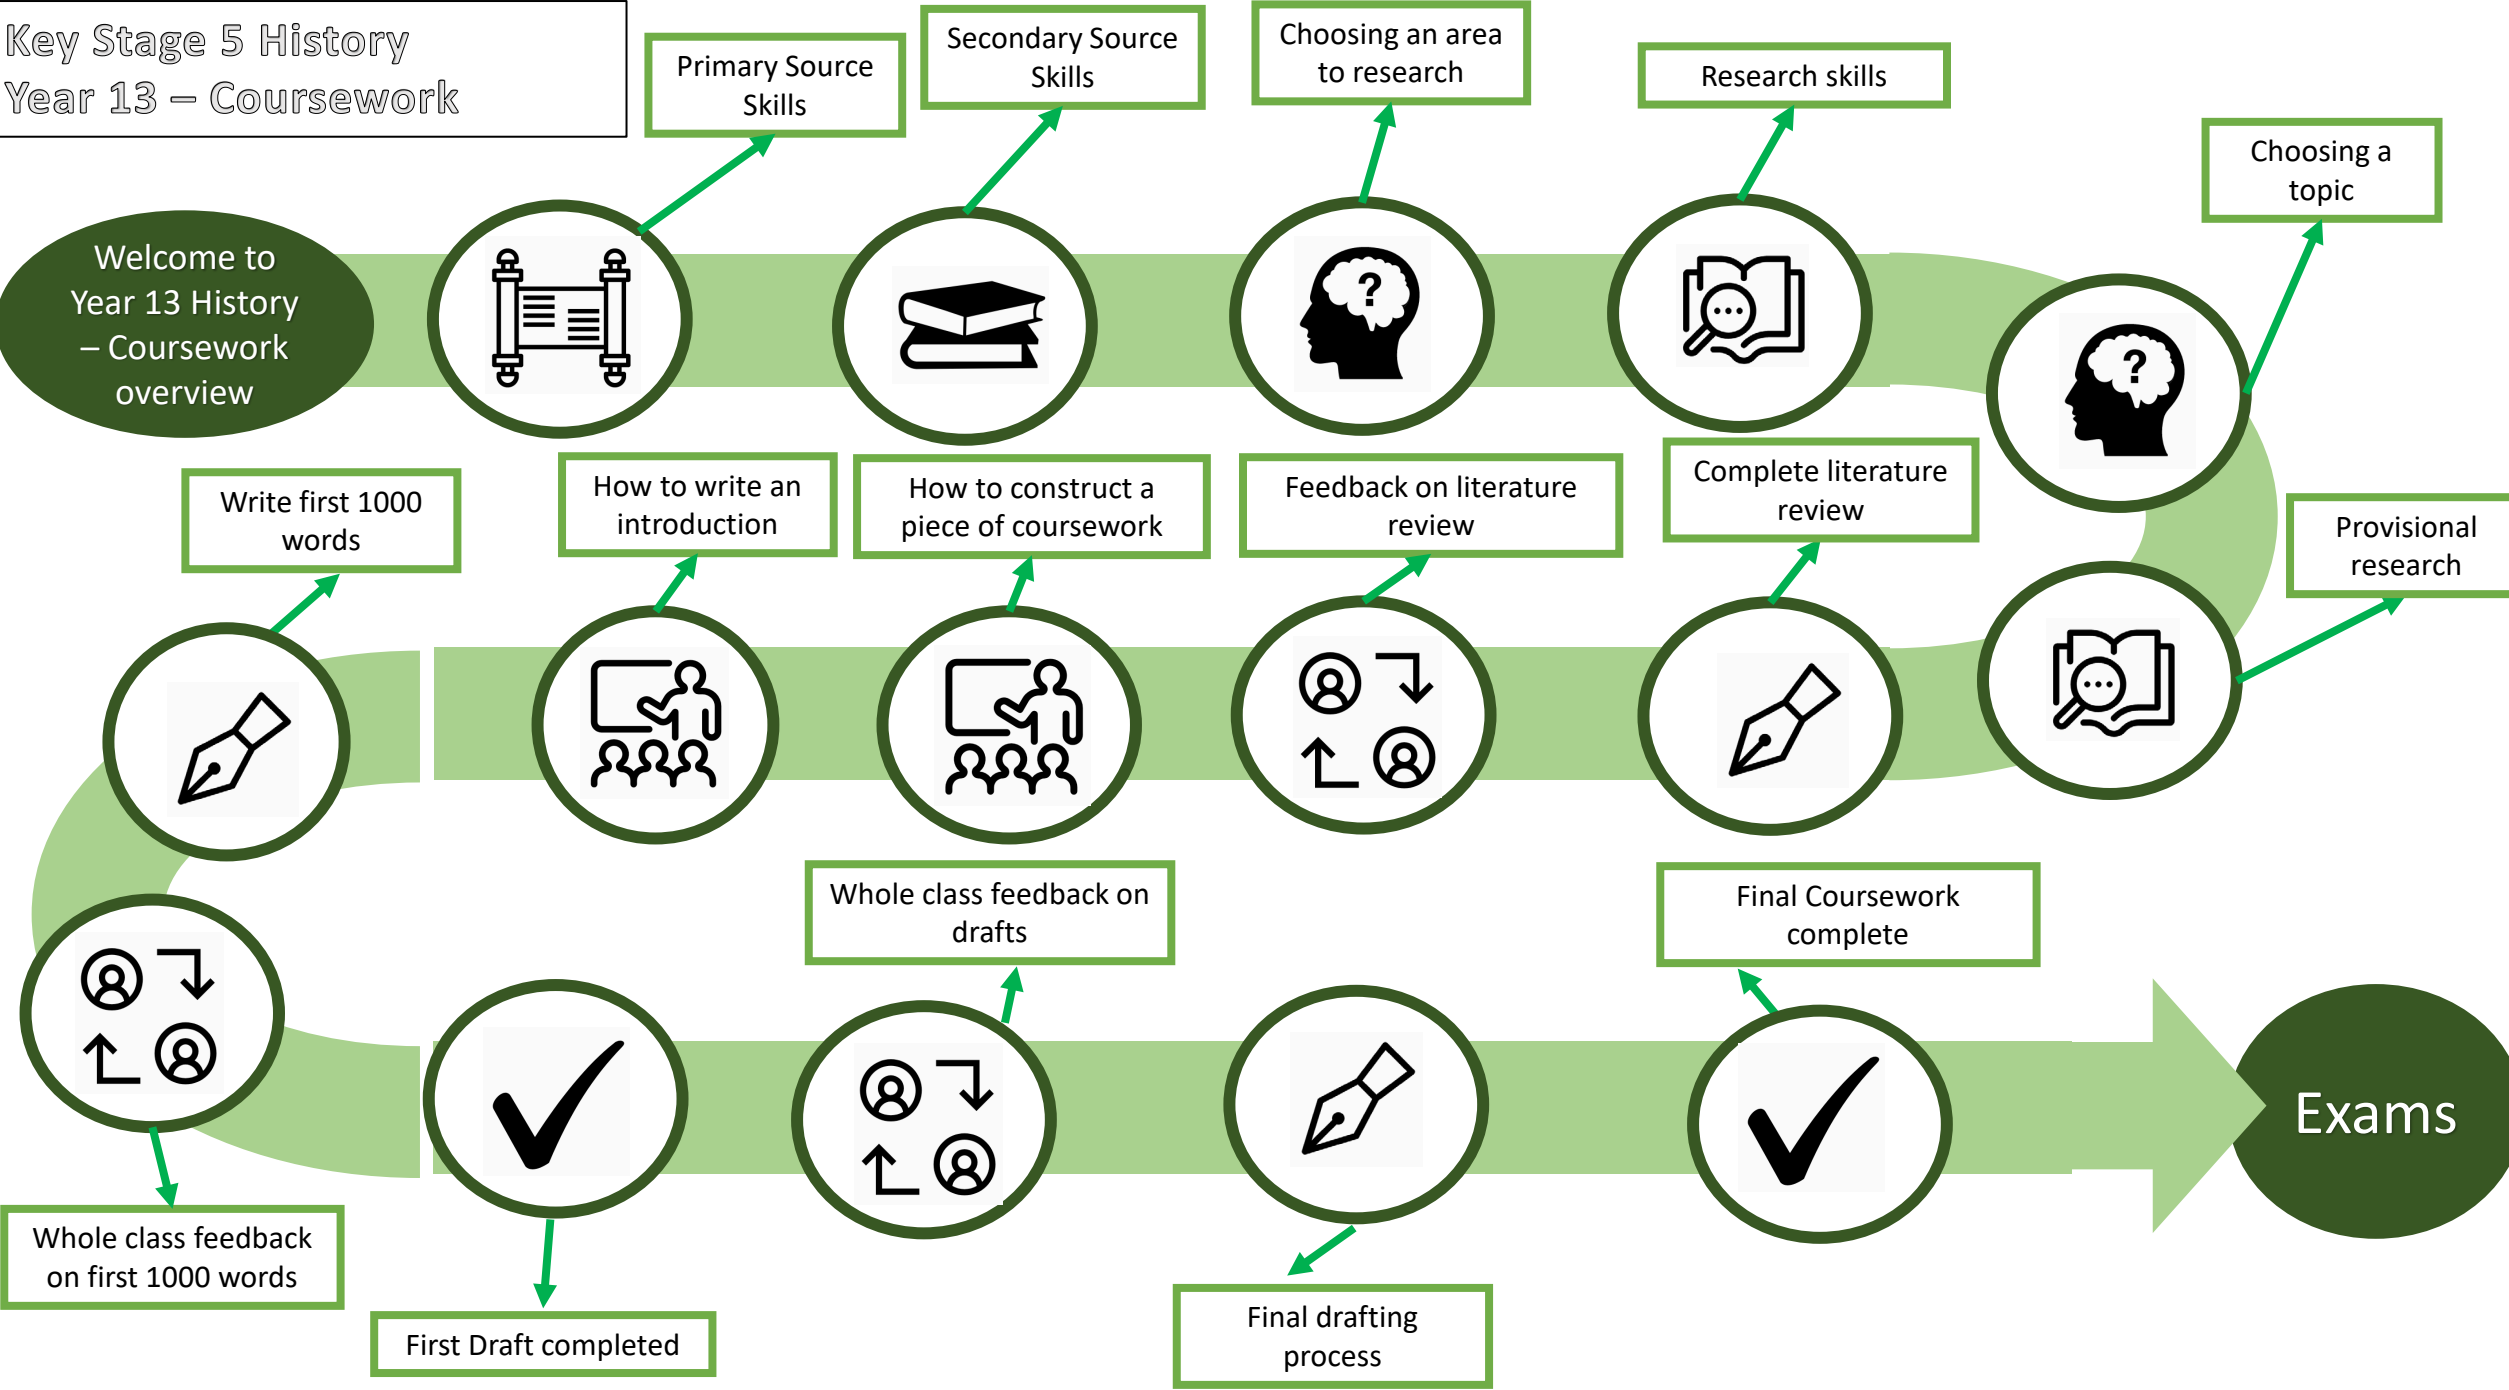 Key Stage 5 History
Year 13 – Coursework
Primary Source
Skills
Secondary Source
Skills
Choosing an area
to research
Research skills
Choosing a
topic
Welcome to
Year 13 History
– Coursework
overview
?
?
Provisional
research
Complete literature
review
Feedback on literature
review
How to construct a
piece of coursework
How to write an
introduction
Write first 1000
words
Whole class feedback
on first 1000 words
First Draft completed
Whole class feedback on
drafts
Final drafting
process
Final Coursework
complete
Exams